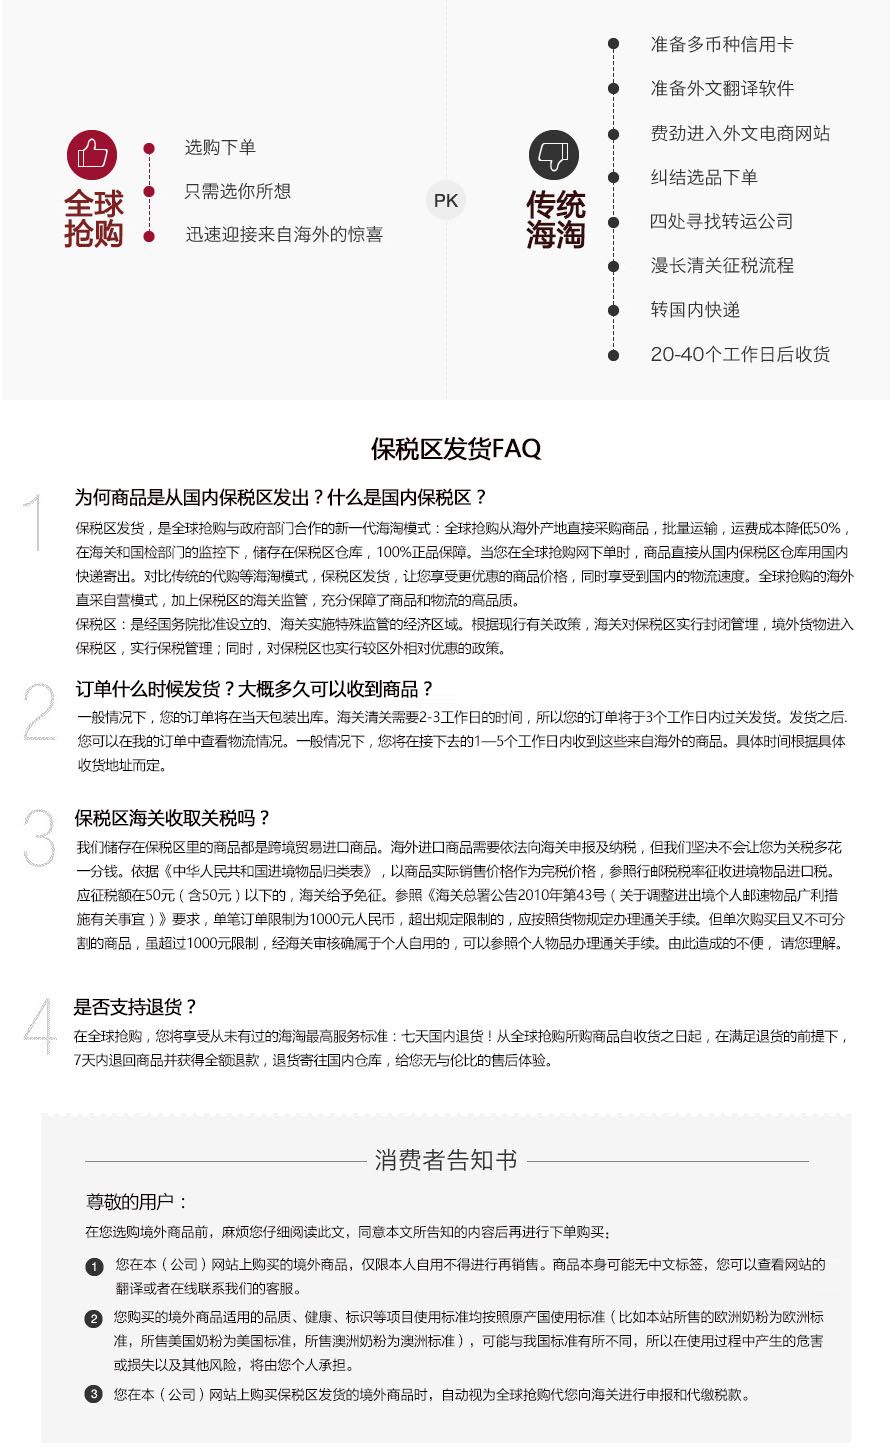 全球
抢购
选购下单
只需选你所想
迅速迎接来自海外的惊喜
PK
传统
海淘
准备多币种信用卡
准备外文翻译软件
费劲进入外文电商网站
纠结选品下单
四处寻找转运公司
漫长清关征税流程
转国内快递
20-40个工作日后收货
保税区发货FAQ
1
为何商品是从国内保税区发出？什么是国内保税区？
保税区发货，是全球抢购与政府部门合作的新一代海淘模式：全球抢购从海外产地直接采购商品，批量运输，运费成本降低50%，
在海关和国检部门的监控下，储存在保税区仓库，100%正品保障。当您在全球抢购网下单时，商品直接从国内保税区仓库用国内
快递寄出。对比传统的代购等海淘模式，保税区发货，让您享受更优惠的商品价格，同时享受到国内的物流速度。全球抢购的海外
直采自营模式，加上保税区的海关监管，充分保障了商品和物流的高品质。
保税区：是经国务院批准设立的、海关实施特殊监管的经济区域。根据现行有关政策，海关对保税区实行封闭管理，境外货物进入
保税区，实行保税管理；同时，对保税区也实行较区外相对优惠的政策。
2
订单什么时候发货？大概多久可以收到商品？
一般情况下，您的订单将在当天包装出库。海关清关需要2-3工作日的时间，所以您的订单将于3个工作日内过关发货。发货之后.
您可以在我的订单中查看物流情况。一般情况下，您将在接下去的1—5个工作日内收到这些来自海外的商品。具体时间根据具体
收货地址而定。
3
保税区海关收取关税吗？
我们储存在保税区里的商品都是跨境贸易进口商品。海外进口商品需要依法向海关申报及纳税，但我们坚决不会让您为关税多花
一分钱。依据《中华人民共和国进境物品归类表》，以商品实际销售价格作为完税价格，参照行邮税税率征收进境物品进口税。
应征税额在50元（含50元）以下的，海关给予免征。参照《海关总署公告2010年第43号（关于调整进出境个人邮速物品广利措
施有关事宜）》要求，单笔订单限制为1000元人民币，超出规定限制的，应按照货物规定办理通关手续。但单次购买且又不可分
割的商品，虽超过1000元限制，经海关审核确属于个人自用的，可以参照个人物品办理通关手续。由此造成的不便， 请您理解。
4
是否支持退货？
在全球抢购，您将享受从未有过的海淘最高服务标准：七天国内退货！从全球抢购所购商品自收货之日起，在满足退货的前提下，
7天内退回商品并获得全额退款，退货寄往国内仓库，给您无与伦比的售后体验。
消费者告知书
尊敬的用户：
在您选购境外商品前，麻烦您仔细阅读此文，同意本文所告知的内容后再进行下单购买；
1 您在本（公司）网站上购买的境外商品，仅限本人自用不得进行再销售。商品本身可能无中文标签，您可以查看网站的
翻译或者在线联系我们的客服。
2 您购买的境外商品适用的品质、健康、标识等项目使用标准均按照原产国使用标准（比如本站所售的欧洲奶粉为欧洲标
准，所售美国奶粉为美国标准，所售澳洲奶粉为澳洲标准），可能与我国标准有所不同，所以在使用过程中产生的危害
或损失以及其他风险，将由您个人承担。
3 您在本（公司）网站上购买保税区发货的境外商品时，自动视为全球抢购代您向海关进行申报和代缴税款。